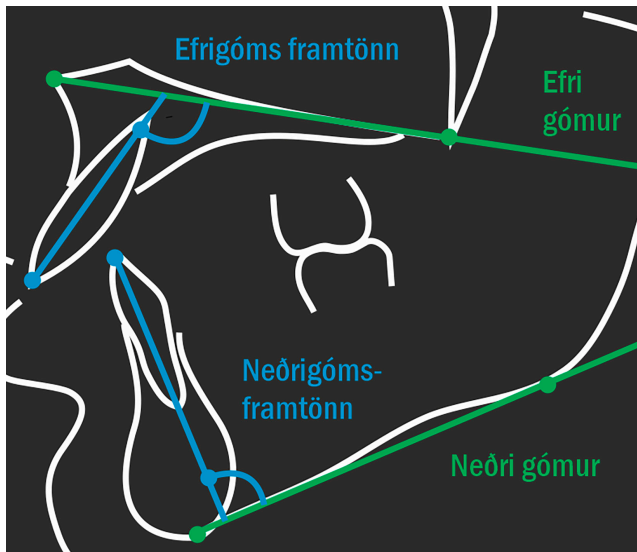 Efrigóms framtönn
Efri
gómur
Neðrigóms-
framtönn
Neðri gómur